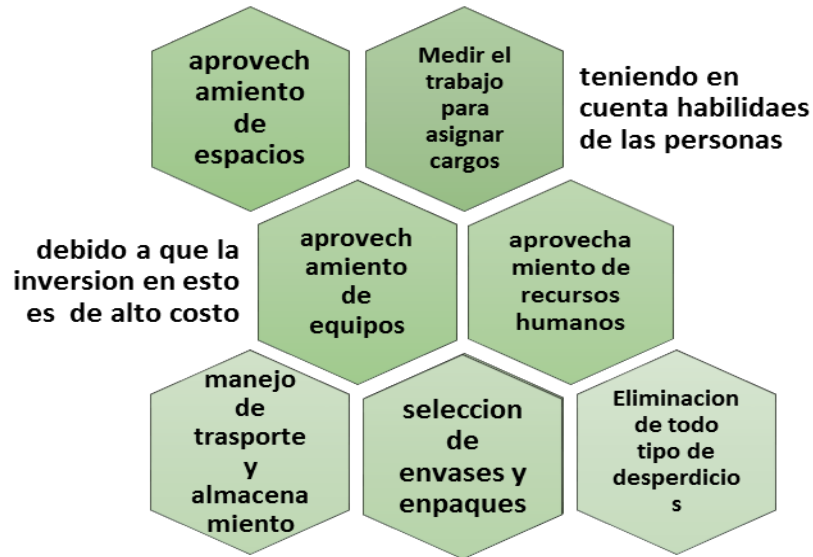 aprovech
amiento
de
espacios
Medir el
trabajo
para
asignar
cargos
teniendo en
cuenta habilidaes
de las personas
debido a que la
inversion en esto
es de alto costo
aprovech
amiento
de
equipos
aprovecha
miento de
recursos
humanos
manejo
de
trasporte
y
almacena
miento
seleccion
de
envases y
enpaques
Eliminacion
de todo
tipo de
desperdicio
s